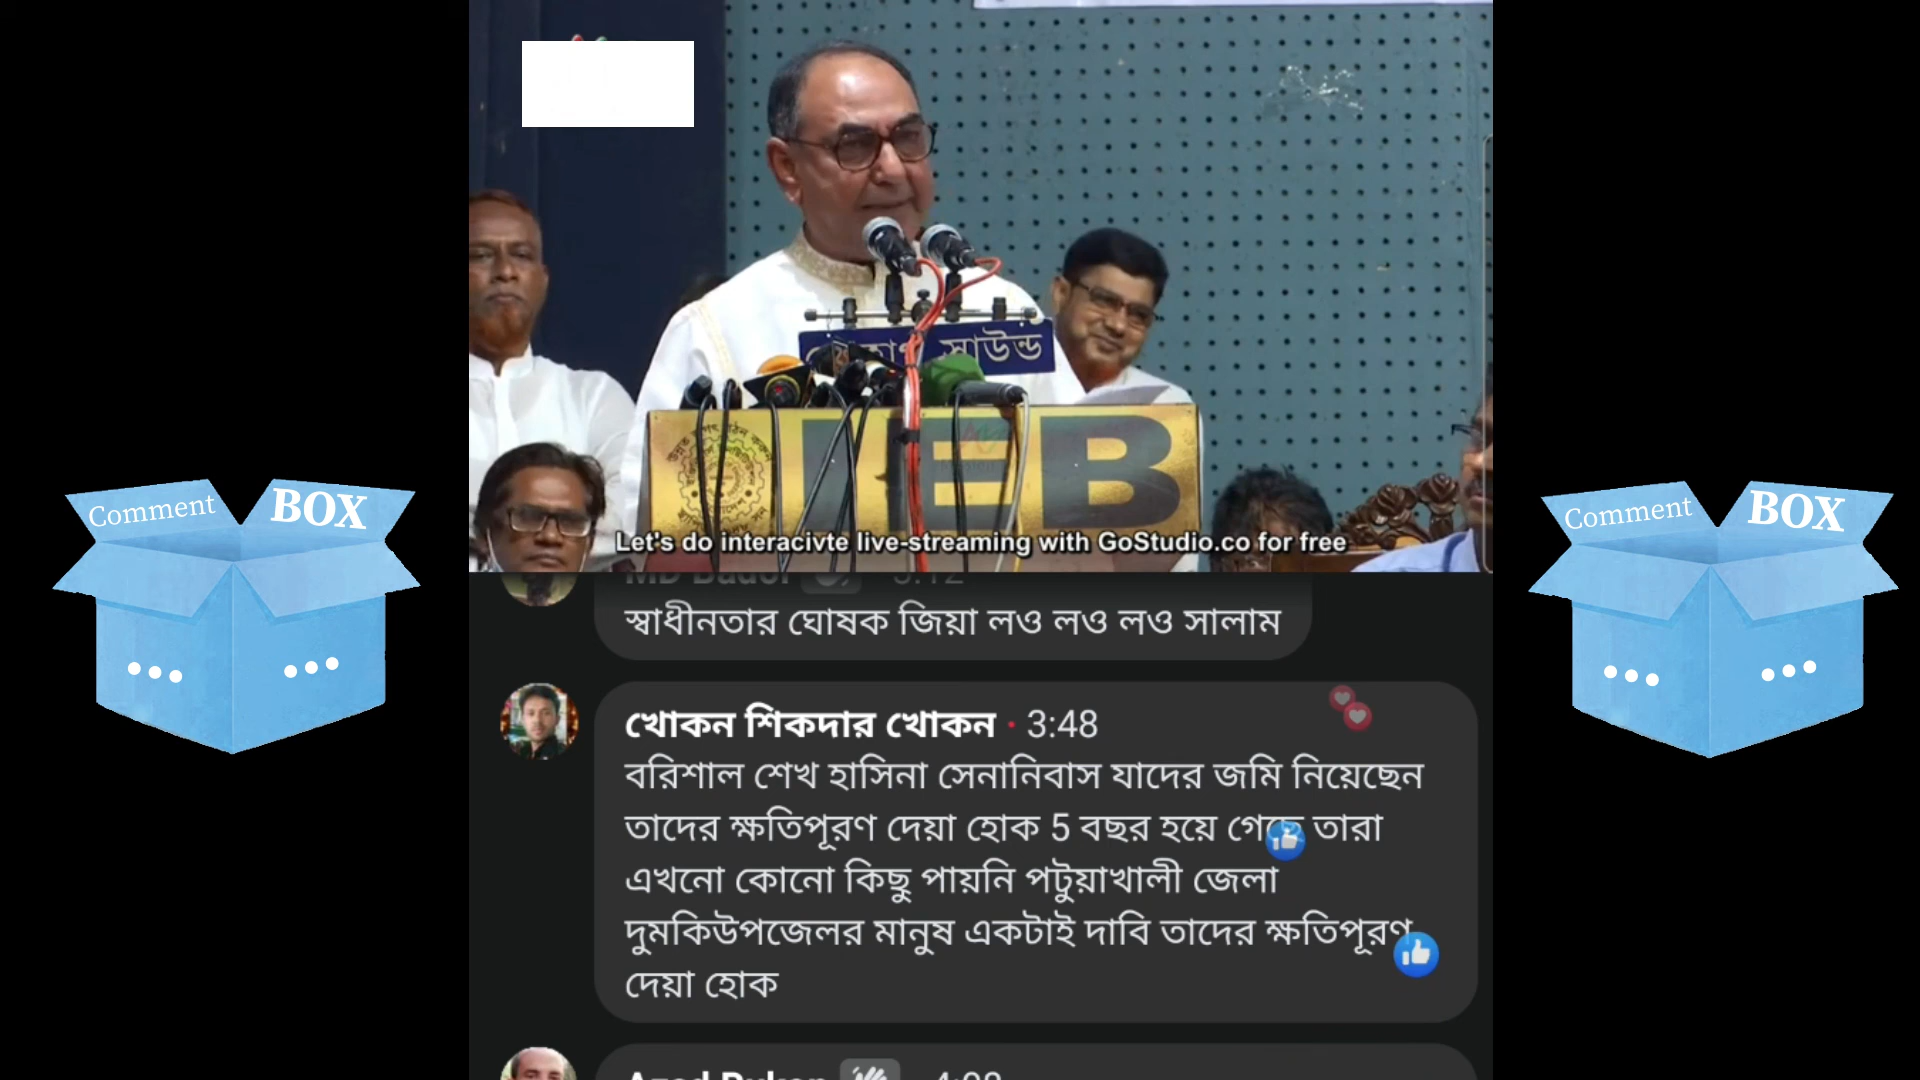 সাউন্ড
IEB
Let's do interacivte live-streaming with GoStudio.co for free
Comment BOX
Comment BOX
স্বাধীনতার ঘোষক জিয়া লও লও লও সালাম
খোকন শিকদার খোকন · 3:48
বরিশাল শেখ হাসিনা সেনানিবাস যাদের জমি নিয়েছেন
তাদের ক্ষতিপূরণ দেয়া হোক 5 বছর হয়ে গেছে তারা
এখনো কোনো কিছু পায়নি পটুয়াখালী জেলা
দুমকিউপজেলর মানুষ একটাই দাবি তাদের ক্ষতিপূরণ
দেয়া হোক